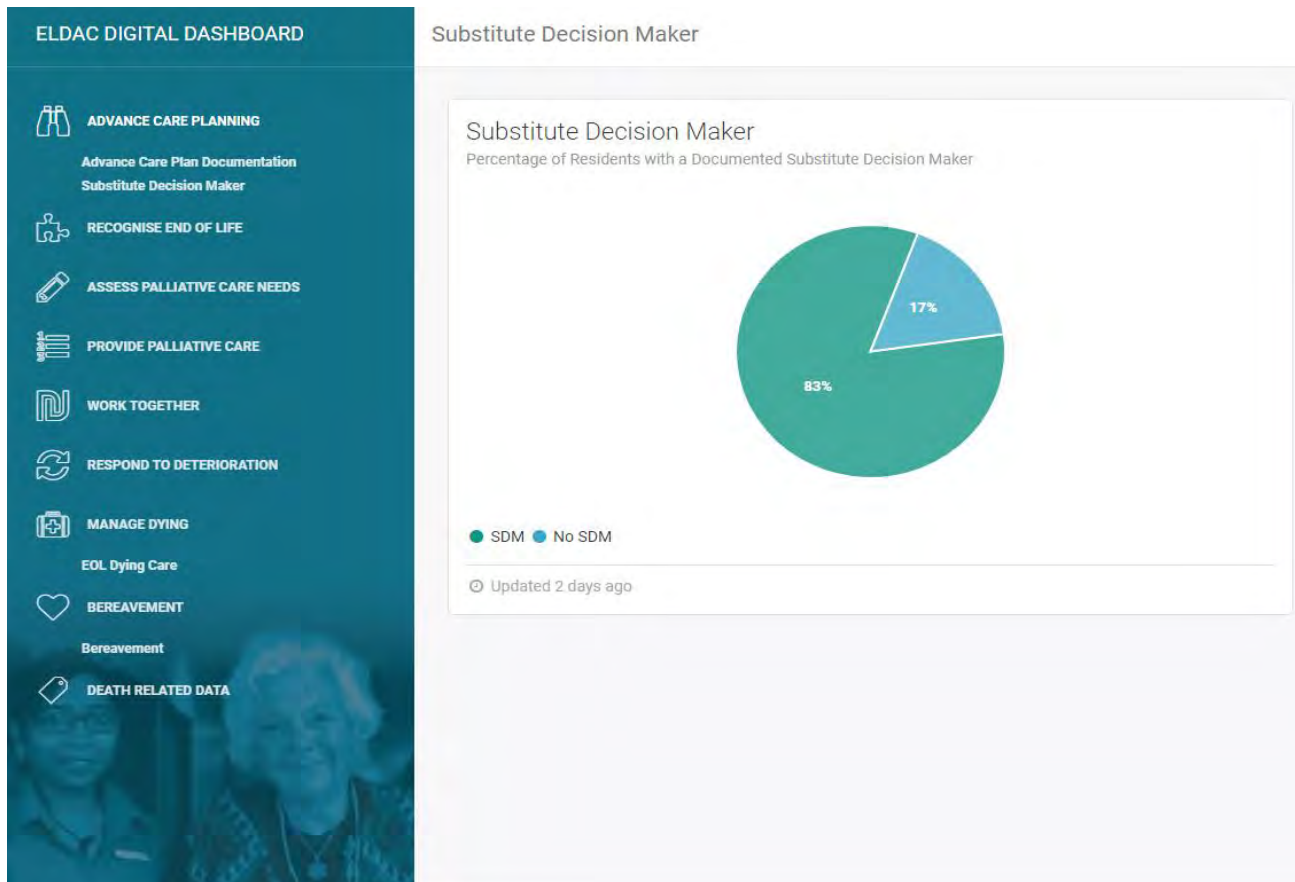 ELDAC DIGITAL DASHBOARD
ADVANCE CARE PLANNING
Advance Care Plan Documentation
Substitute Decision Maker
RECOGNISE END OF LIFE
ASSESS PALLIATIVE CARE NEEDS
PROVIDE PALLIATIVE CARE
WORK TOGETHER
RESPOND TO DETERIORATION
MANAGE DYING
EOL Dying Care
BEREAVEMENT
Bereavement
DEATH RELATED DATA
Substitute Decision Maker
Substitute Decision Maker
Percentage of Residents with a Documented Substitute Decision Maker
17%
83%
SDM No SDM
Updated 2 days ago